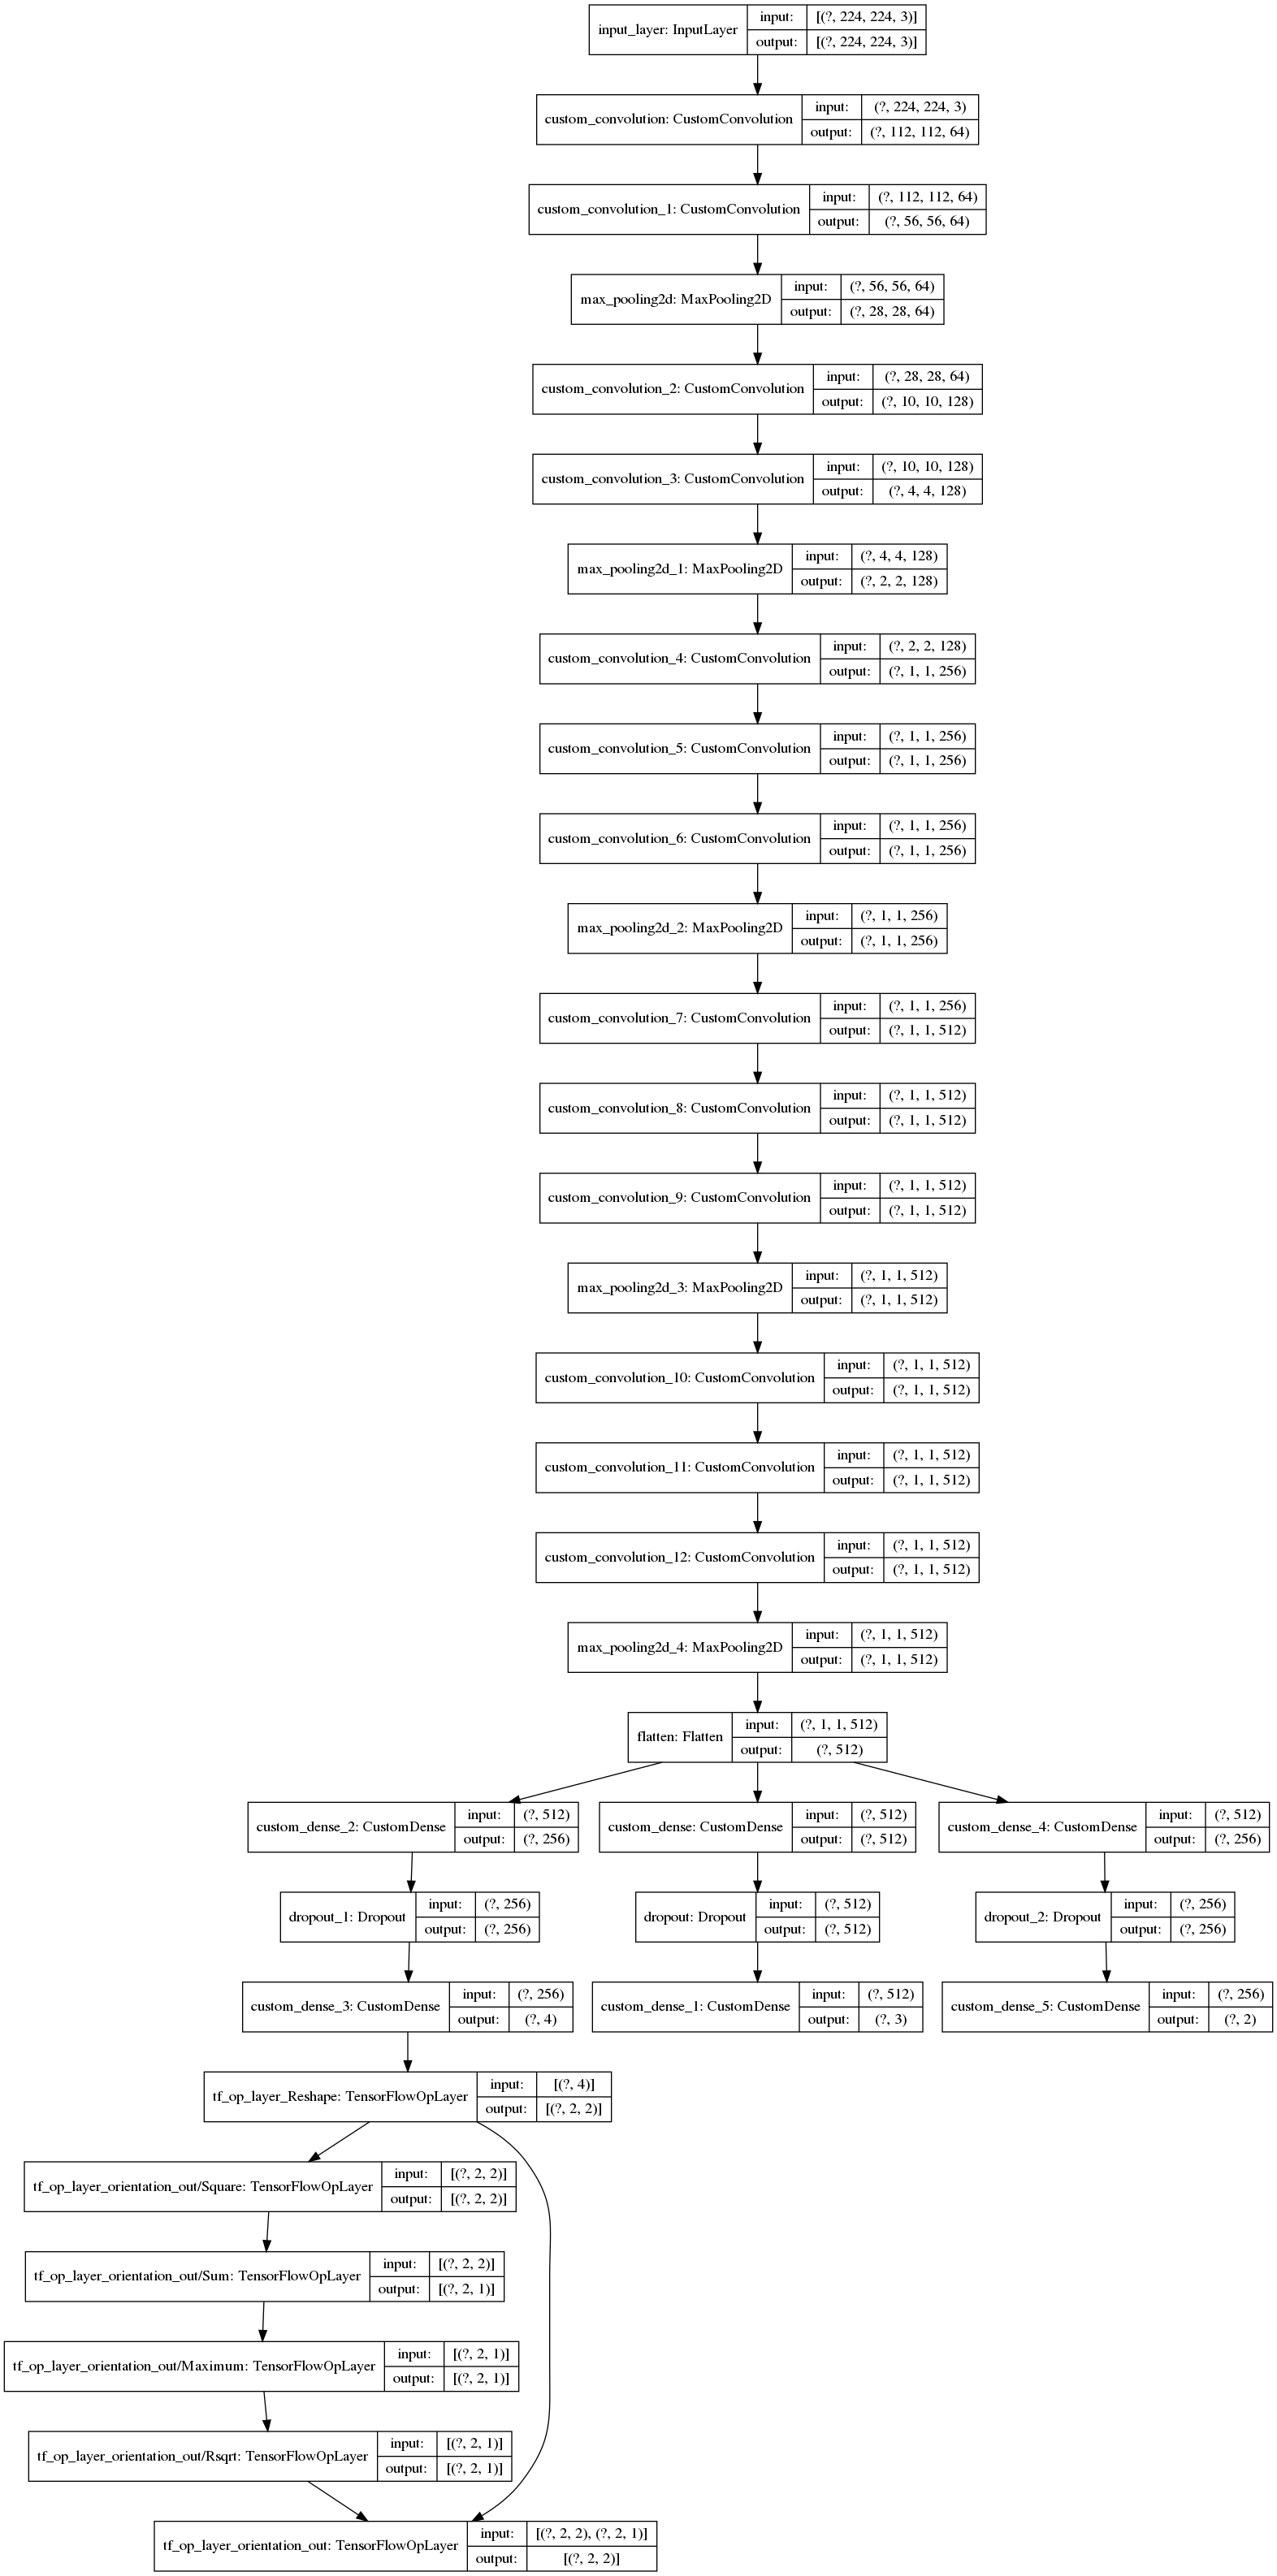 input_layer: InputLayer
input: [(?, 224, 224, 3)]
output: [(?, 224, 224, 3)]
custom_convolution: CustomConvolution
input: (?, 224, 224, 3)
output: (?, 112, 112, 64)
custom_convolution_1: CustomConvolution
input: (?, 112, 112, 64)
output: (?, 56, 56, 64)
max_pooling2d: MaxPooling2D
input: (?, 56, 56, 64)
output: (?, 28, 28, 64)
custom_convolution_2: CustomConvolution
input: (?, 28, 28, 64)
output: (?, 10, 10, 128)
custom_convolution_3: CustomConvolution
input: (?, 10, 10, 128)
output: (?, 4, 4, 128)
max_pooling2d_1: MaxPooling2D
input: (?, 4, 4, 128)
output: (?, 2, 2, 128)
custom_convolution_4: CustomConvolution
input: (?, 2, 2, 128)
output: (?, 1, 1, 256)
custom_convolution_5: CustomConvolution
input: (?, 1, 1, 256)
output: (?, 1, 1, 256)
custom_convolution_6: CustomConvolution
input: (?, 1, 1, 256)
output: (?, 1, 1, 256)
max_pooling2d_2: MaxPooling2D
input: (?, 1, 1, 256)
output: (?, 1, 1, 256)
custom_convolution_7: CustomConvolution
input: (?, 1, 1, 256)
output: (?, 1, 1, 512)
custom_convolution_8: CustomConvolution
input: (?, 1, 1, 512)
output: (?, 1, 1, 512)
custom_convolution_9: CustomConvolution
input: (?, 1, 1, 512)
output: (?, 1, 1, 512)
max_pooling2d_3: MaxPooling2D
input: (?, 1, 1, 512)
output: (?, 1, 1, 512)
custom_convolution_10: CustomConvolution
input: (?, 1, 1, 512)
output: (?, 1, 1, 512)
custom_convolution_11: CustomConvolution
input: (?, 1, 1, 512)
output: (?, 1, 1, 512)
custom_convolution_12: CustomConvolution
input: (?, 1, 1, 512)
output: (?, 1, 1, 512)
max_pooling2d_4: MaxPooling2D
input: (?, 1, 1, 512)
output: (?, 1, 1, 512)
flatten: Flatten
input: (?, 1, 1, 512)
output: (?, 512)
custom_dense_2: CustomDense
input: (?, 512)
output: (?, 256)
custom_dense: CustomDense
input: (?, 512)
output: (?, 512)
custom_dense_4: CustomDense
input: (?, 512)
output: (?, 256)
dropout_1: Dropout
input: (?, 256)
output: (?, 256)
dropout: Dropout
input: (?, 512)
output: (?, 512)
dropout_2: Dropout
input: (?, 256)
output: (?, 256)
custom_dense_3: CustomDense
input: (?, 256)
output: (?, 4)
custom_dense_1: CustomDense
input: (?, 512)
output: (?, 3)
custom_dense_5: CustomDense
input: (?, 256)
output: (?, 2)
tf_op_layer_Reshape: TensorFlowOpLayer
input: [(?, 4)]
output: [(?, 2, 2)]
tf_op_layer_orientation_out/Square: TensorFlowOpLayer
input: [(?, 2, 2)]
output: [(?, 2, 2)]
tf_op_layer_orientation_out/Sum: TensorFlowOpLayer
input: [(?, 2, 2)]
output: [(?, 2, 1)]
tf_op_layer_orientation_out/Maximum: TensorFlowOpLayer
input: [(?, 2, 1)]
output: [(?, 2, 1)]
tf_op_layer_orientation_out/Rsqrt: TensorFlowOpLayer
input: [(?, 2, 1)]
output: [(?, 2, 1)]
tf_op_layer_orientation_out: TensorFlowOpLayer
input: [(?, 2, 2), (?, 2, 1)]
output: [(?, 2, 2)]